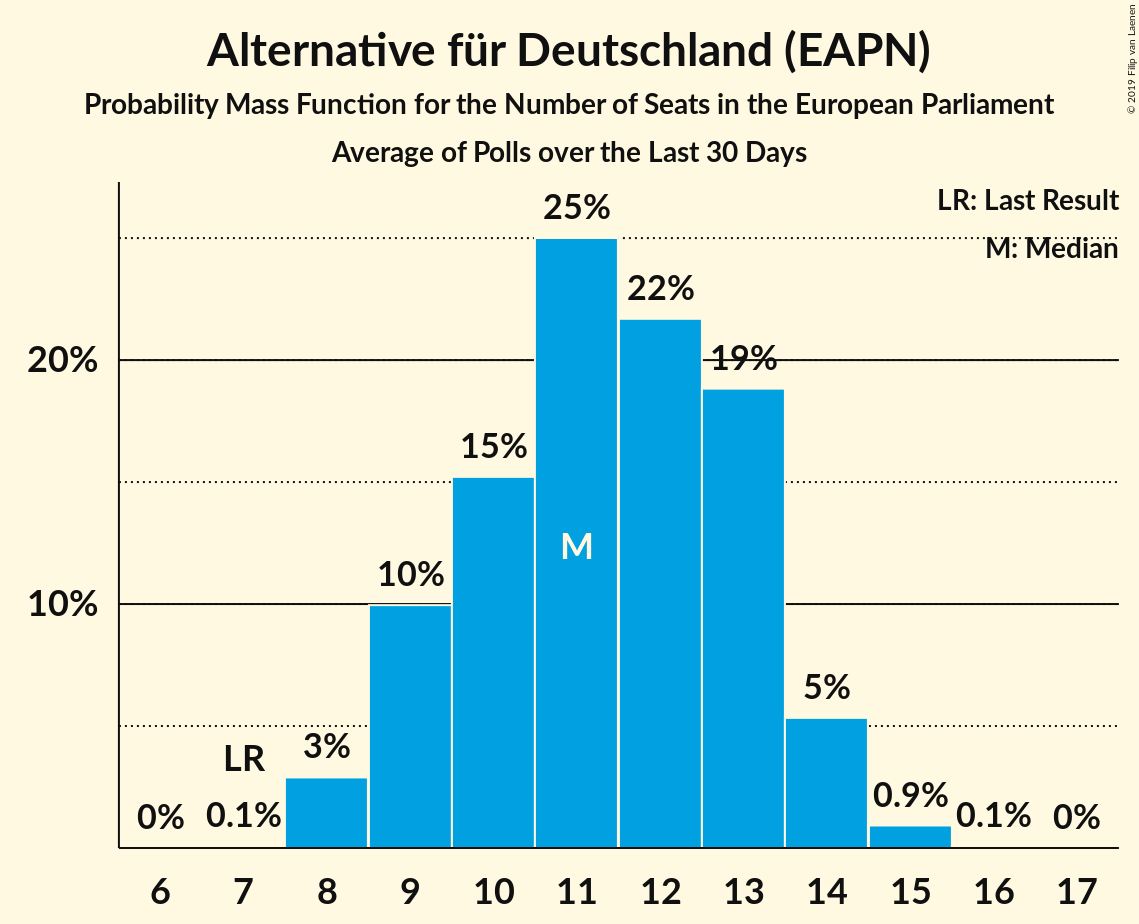 Alternative für Deutschland (EAPN)
Probability Mass Function for the Number of Seats in the European Parliament
Average of Polls over the Last 30 Days
© 2019 Filip van Laenen
LR: Last Result
M: Median
25%
22%
20%
19%
15%
M
10%
10%
5%
LR
3%
0%
0.1%
0.9%
0.1%
0%
6 7 8 9 10 11 12 13 14 15 16 17